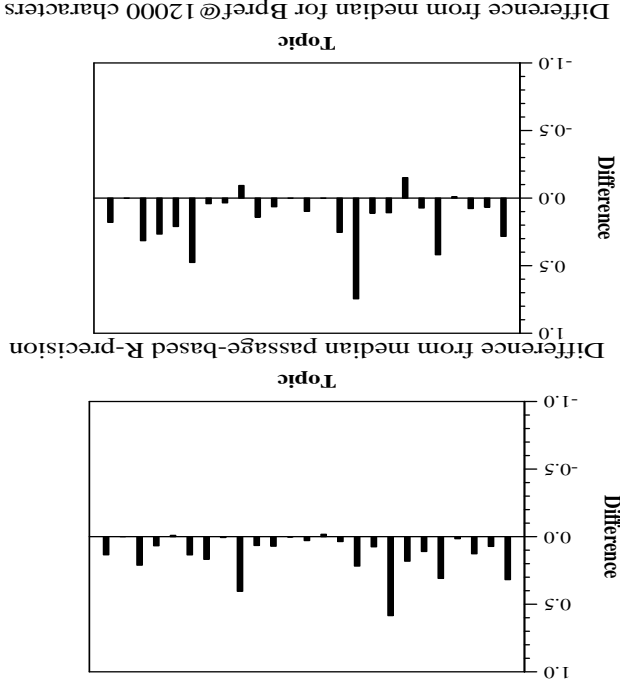 1.0
0.5
0.0
-0.5
-1.0
Difference
Topic
Difference from median passage-based R-precision
1.0
0.5
0.0
-0.5
-1.0
Difference
Topic
Difference from median for Bpref@12000 characters